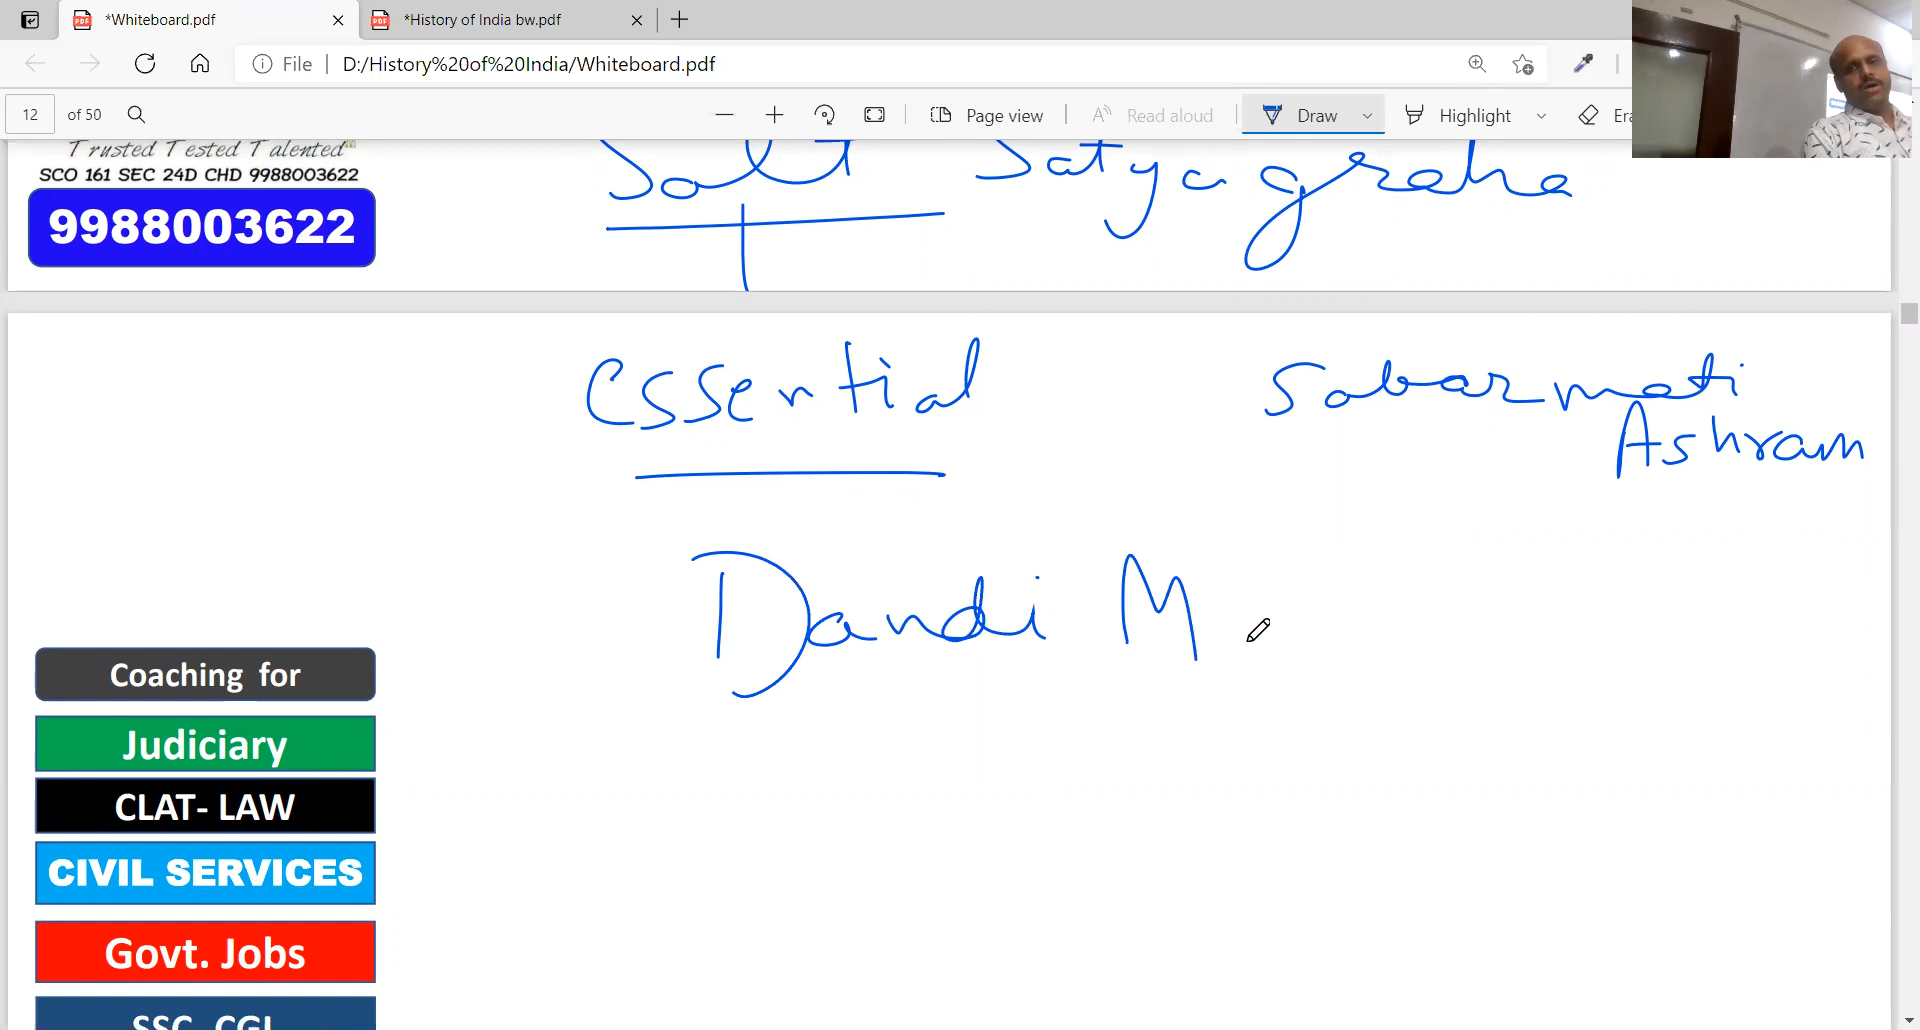 *Whiteboard.pdf
*History of India bw.pdf
File D:/History%20of%20India/Whiteboard.pdf
12 of 50 Page view Read aloud Draw Highlight Era
Trusted Tested Talented
SCO 161 SEC 24D CHD 9988003622
9988003622
Salt Satyagraha
Essential
Sabarmati
Ashram
Dandi M
Coaching for
Judiciary
CLAT- LAW
CIVIL SERVICES
Govt. Jobs
SSC CGL